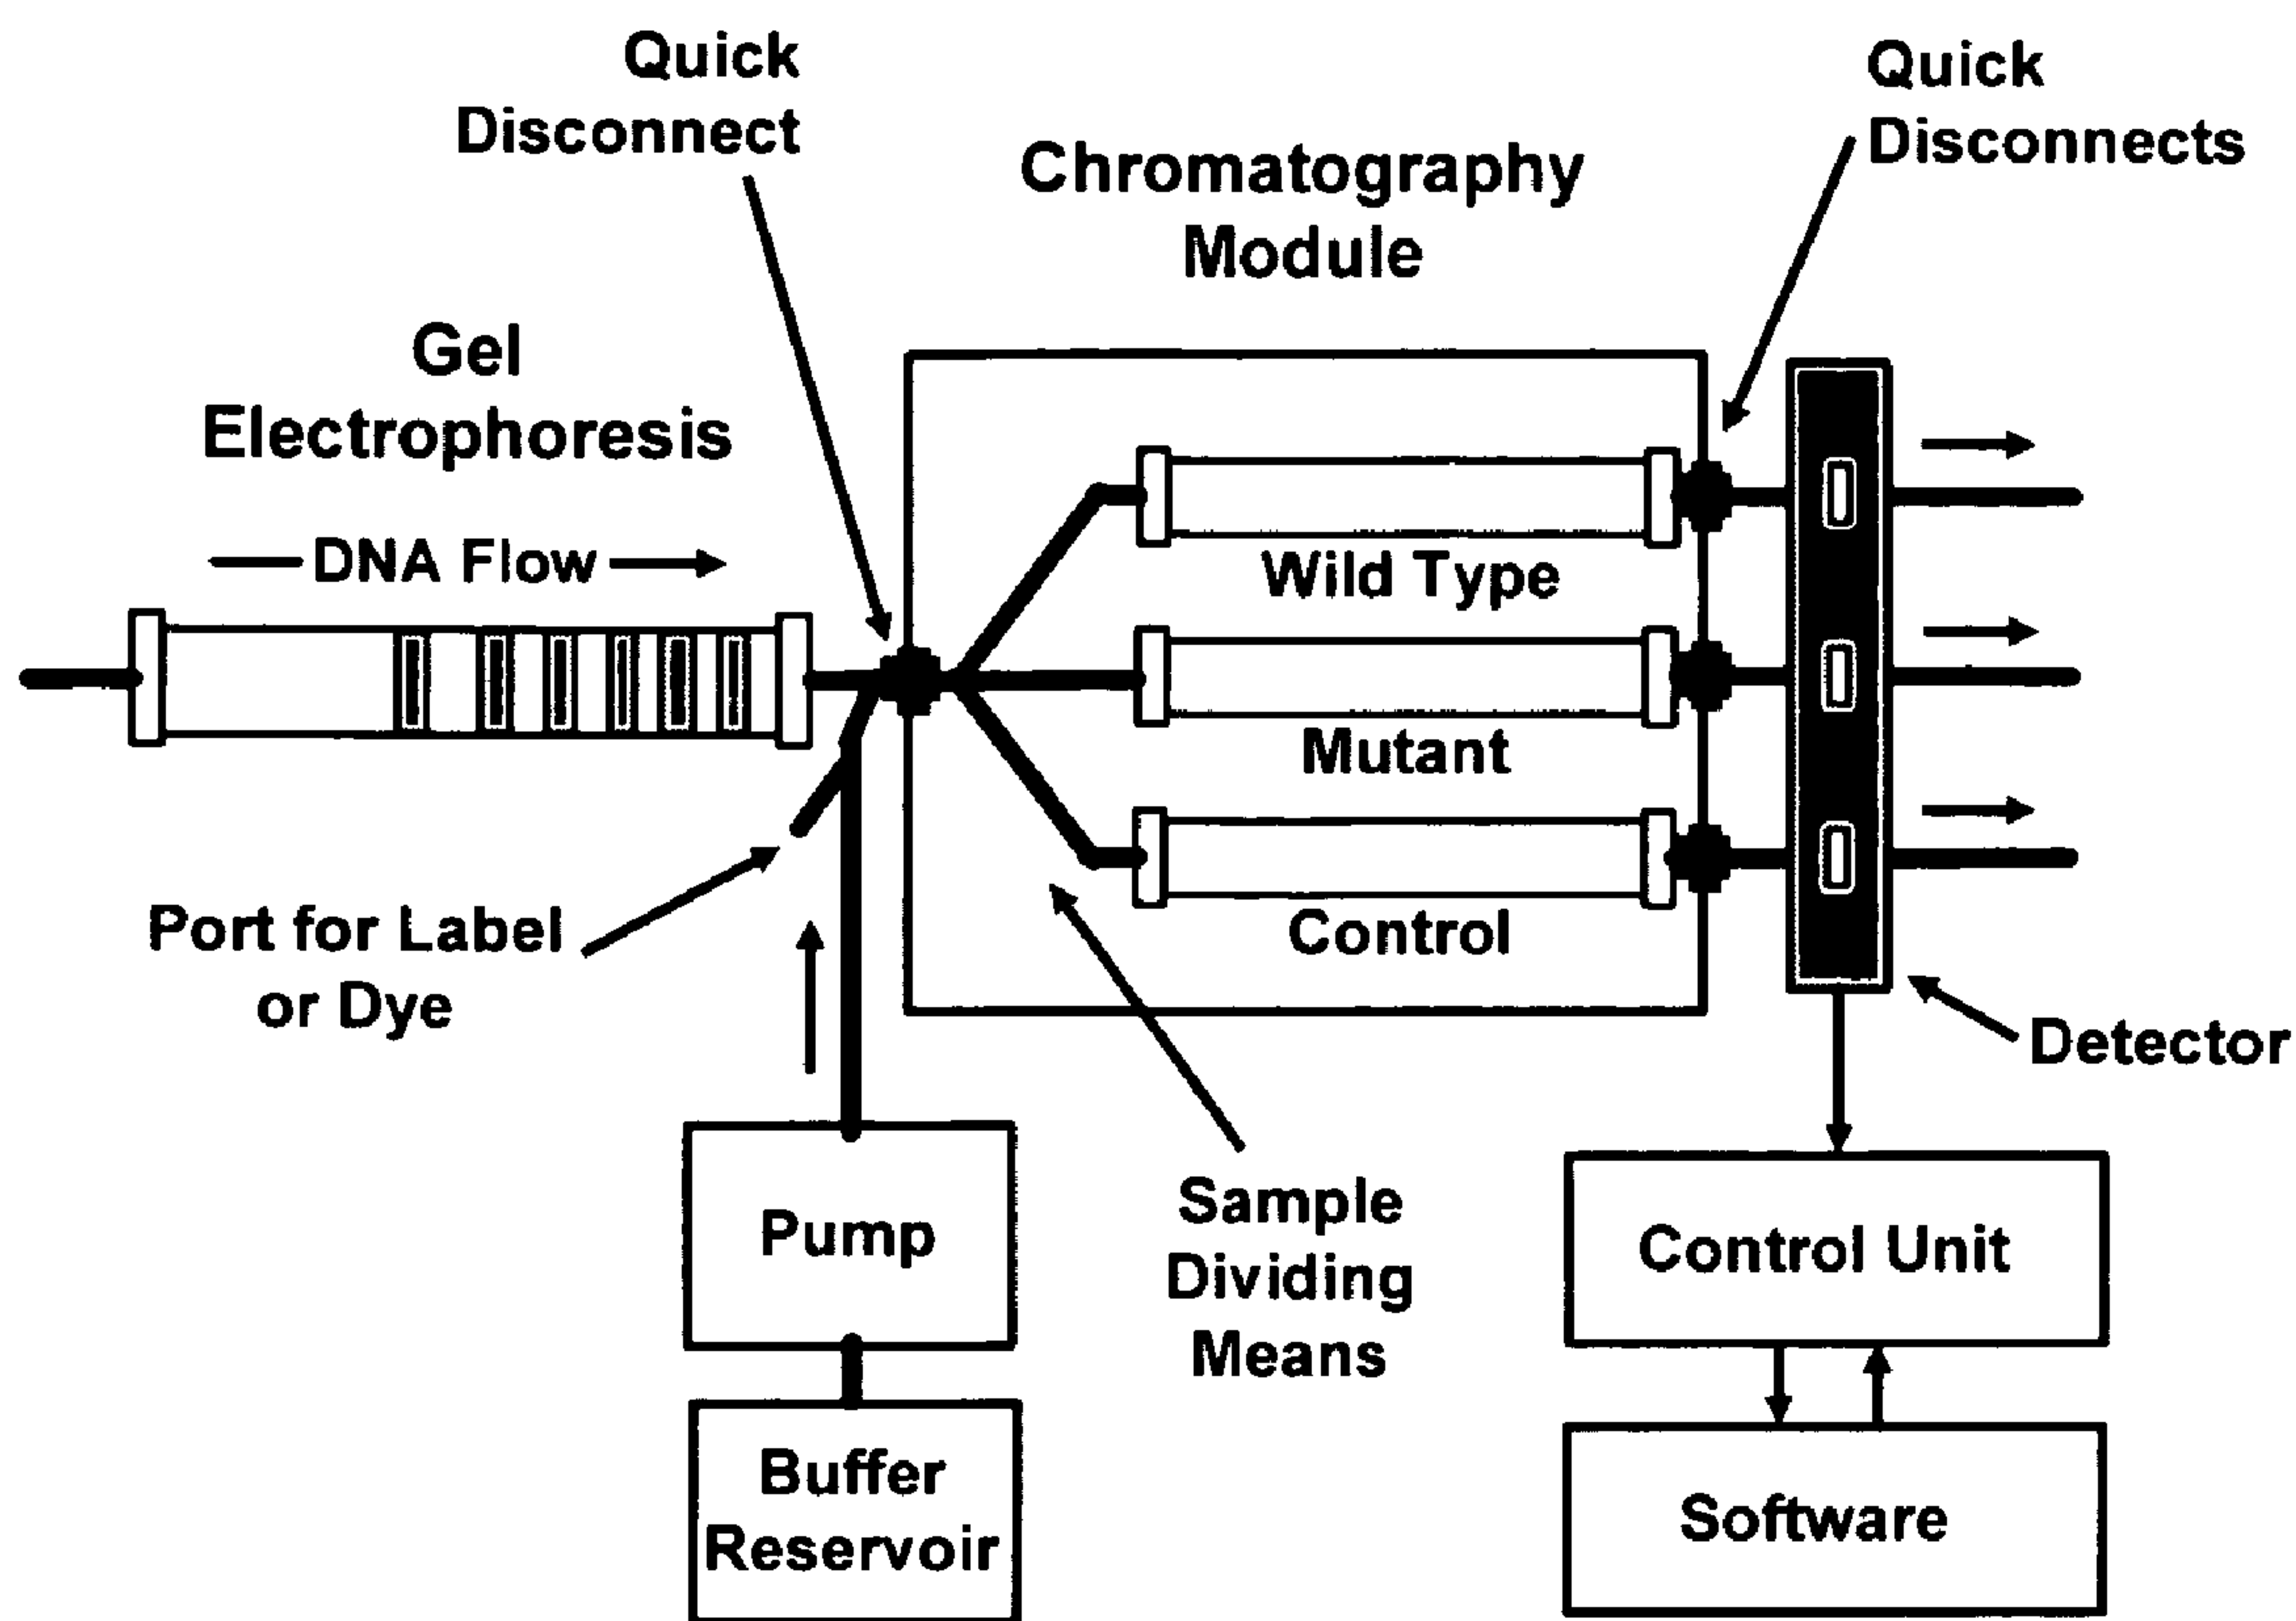 Quick
Disconnect
Quick
Disconnects
Chromatography
Module
Gel
Electrophoresis
DNA Flow
Wild Type
Mutant
Control
Port for Label
or Dye
Detector
Pump
Sample
Dividing
Means
Control Unit
Buffer
Reservoir
Software